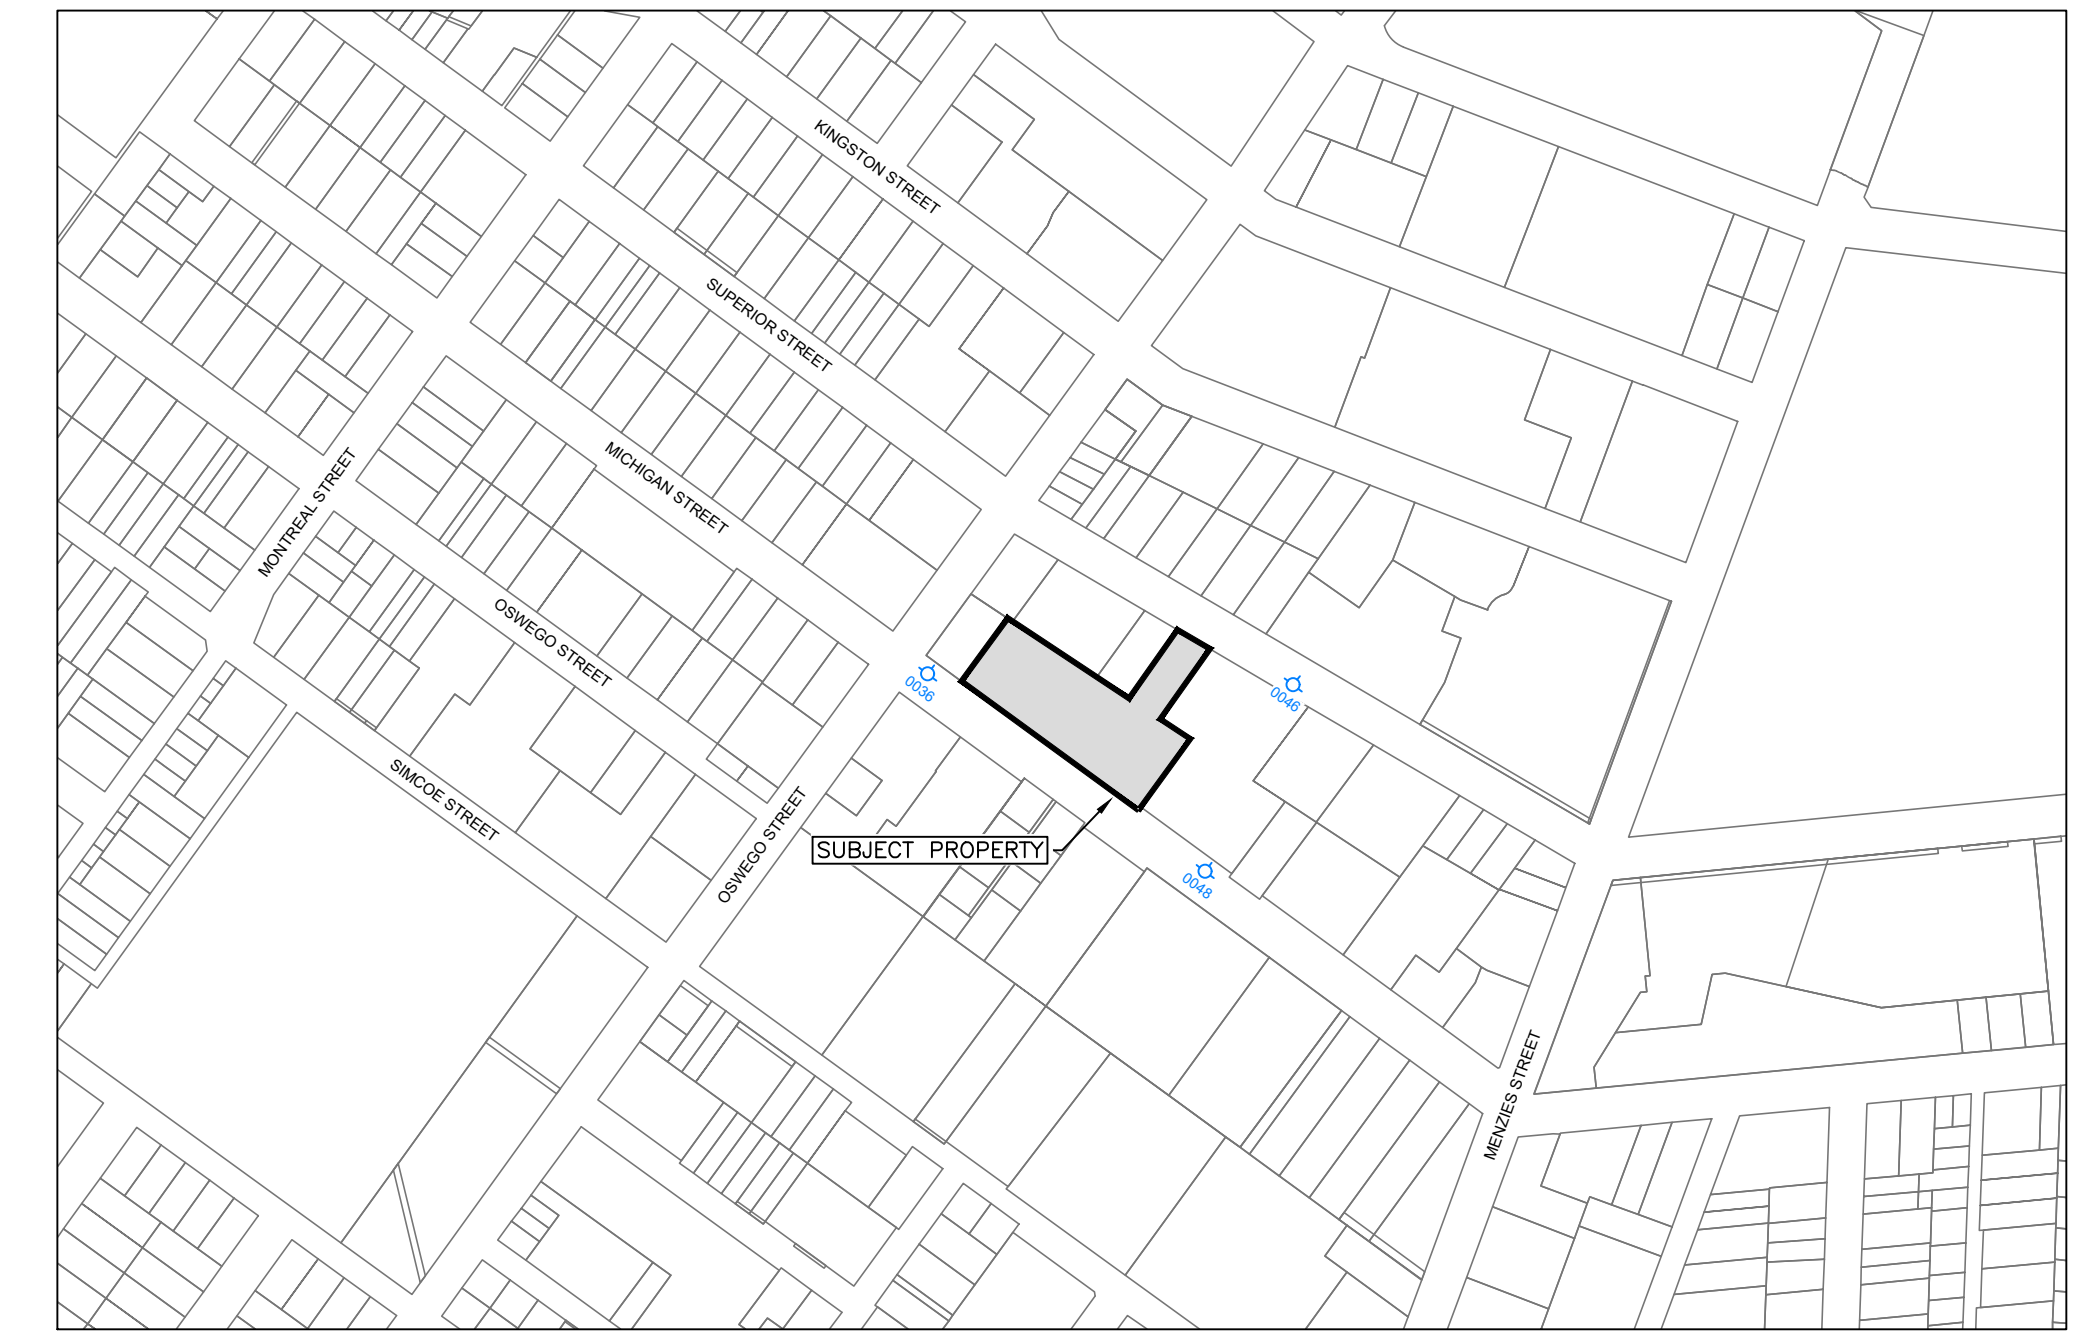 KINGSTON STREET
SUPERIOR STREET
MICHIGAN STREET
MONTREAL STREET
OSWEGO STREET
0036
0046
SIMCOE STREET
OSWEGO STREET
SUBJECT PROPERTY
0048
MENZIES STREET